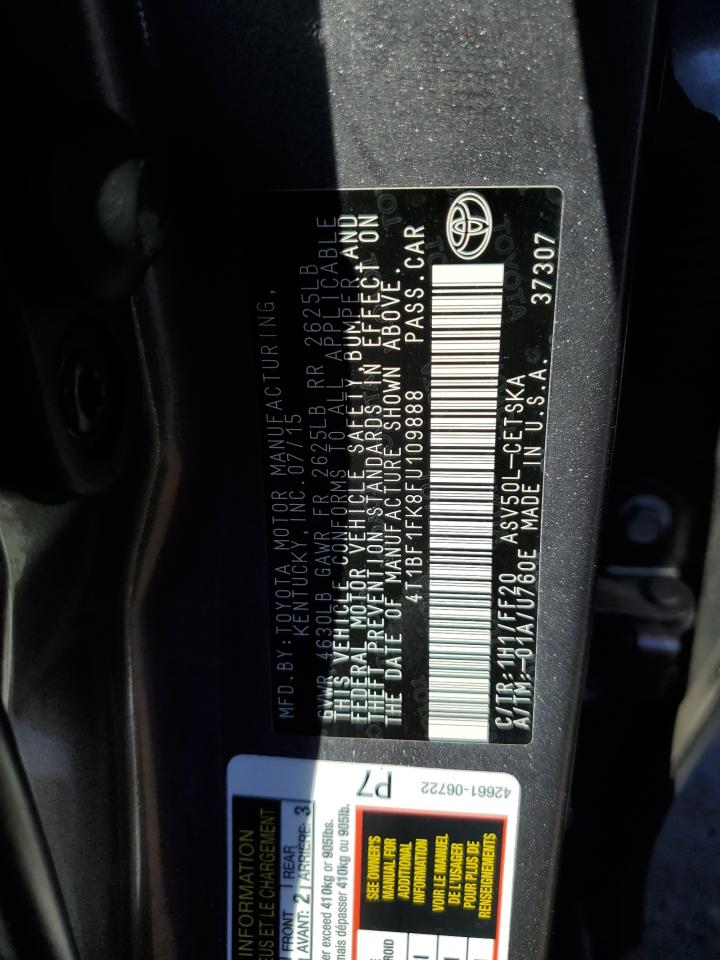 MFD.BY:TOYOTA MOTOR MANUFACTURING,
KENTUCKY, INC. 07/15
GVWR 4630LB GAWR FR 2625LB RR 2625LB
THIS VEHICLE CONFORMS TO ALL APPLICABLE
FEDERAL MOTOR VEHICLE SAFETY, BUMPER, AND
THEFT PREVENTION STANDARDS IN EFFECT ON
THE DATE OF MANUFACTURE SHOWN ABOVE.
4T1BF1FK8FU109888 PASS.CAR
C/TR:1H1/FF20 ASV50L-CETSKA
A/TM:-01A/U760E MADE IN U.S.A. 37307
TOYOTA
INFORMATION
EUS ET LE CHARGEMENT
FRONT
AVANT: 2
REAR
ARRIÈRE: 3
er exceed 410kg or 905lbs.
mais dépasser 410kg ou 905lb.
P7
42661-06722
SEE OWNER'S
MANUAL FOR
ADDITIONAL
INFORMATION
VOIR LE MANUEL
DE L'USAGER
POUR PLUS DE
RENSEIGNEMENTS